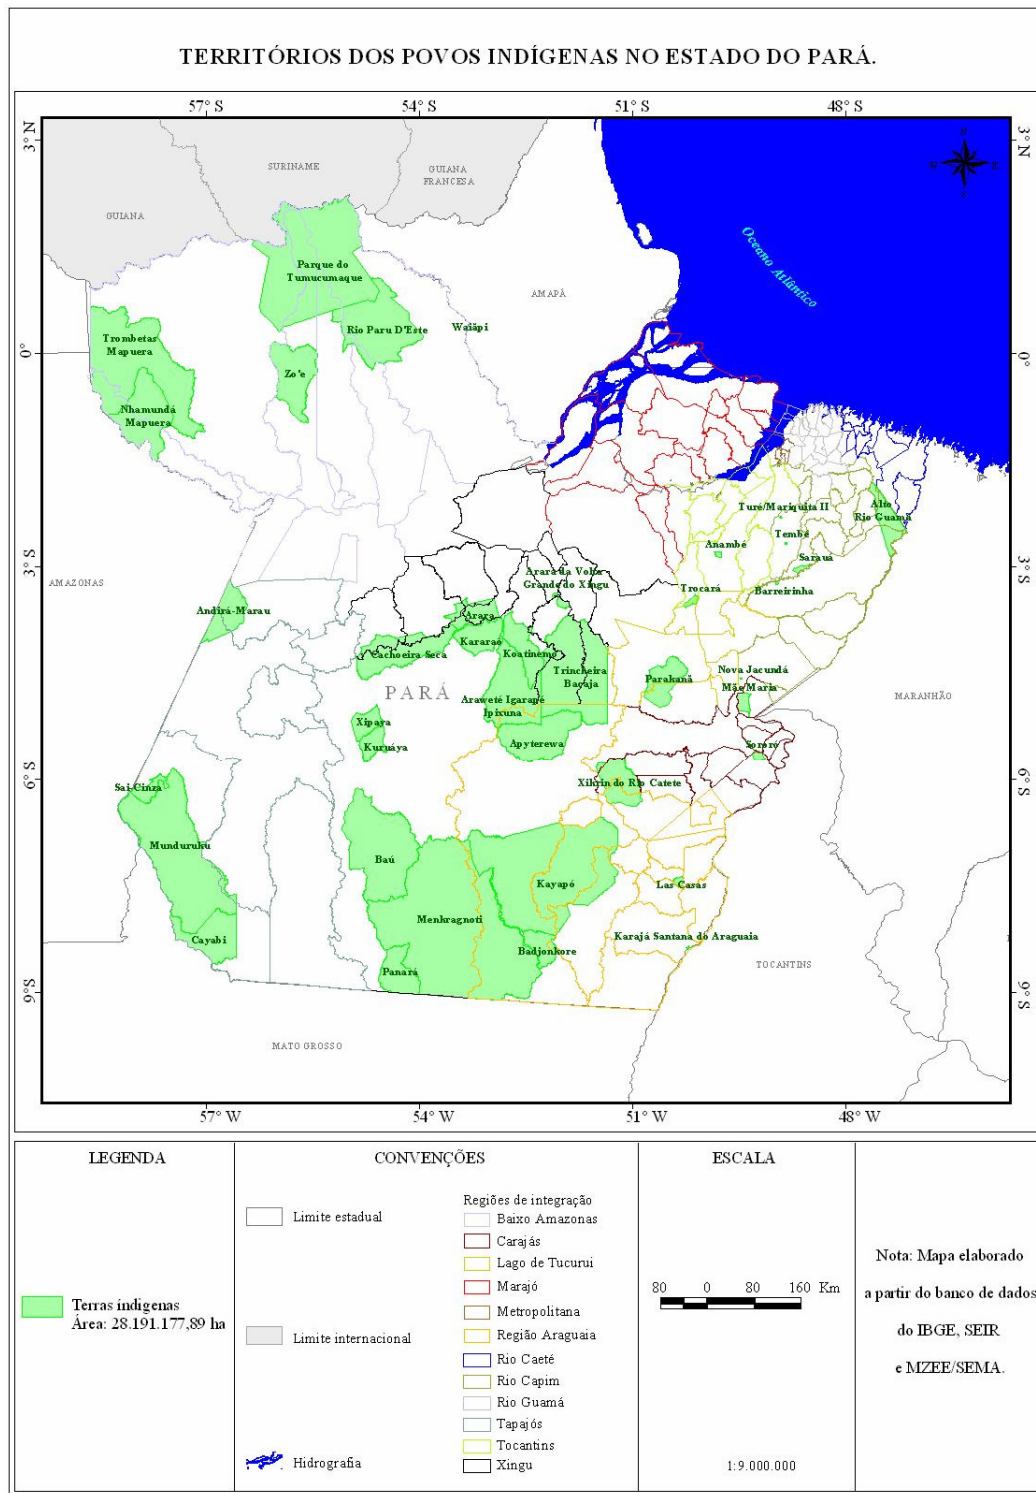 TERRITÓRIOS DOS POVOS INDÍGENAS NO ESTADO DO PARÁ.
57° S
54° S
51° S
48° S
3° N
3° N
SURINAME
GUIANA
FRANCESA
GUIANA
N
W
E
Oceano Atlântico
Parque do
Tumucumaque
AMAPÁ
Rio Paru D'Este
Waiãpi
Trombetas
Mapuera
0°
0°
Zo'e
Nhamundá
Mapuera
Alto
Rio Guamã
Turé/Mariquita II
Tembé
Anambé
Sarauá
3°S
3°S
AMAZONAS
Arara da Volta
Grande do Xingu
Trocará
Barreirinha
Andirá-Marau
Arara
Kararaô
Cachoeira Seca
Koatinemo
Trincheira
Bacaja
Parakanã
Nova Jacundá
Mãe Maria
PARÁ
MARANHÃO
Araweté Igarapé
Ipixuna
Xipaya
Kuruáya
Apyterewa
Sororó
6°S
6°S
Sai-Cinza
Xikrin do Rio Catete
Munduruku
Baú
Kayapó
Las Casas
Menkragnoti
Cayabi
Badjonkore
Karajá Santana do Araguaia
Panará
TOCANTINS
9°S
9°S
MATO GROSSO
57° W
54° W
51° W
48° W
LEGENDA
Terras índigenas
Área: 28.191.177,89 ha
CONVENÇÕES
Limite estadual
Limite internacional
Hidrografia
Regiões de integração
Baixo Amazonas
Carajás
Lago de Tucurui
Marajó
Metropolitana
Região Araguaia
Rio Caeté
Rio Capim
Rio Guamá
Tapajós
Tocantins
Xingu
ESCALA
80 0 80 160 Km
1:9.000.000
Nota: Mapa elaborado
a partir do banco de dados
do IBGE, SEIR
e MZEE/SEMA.